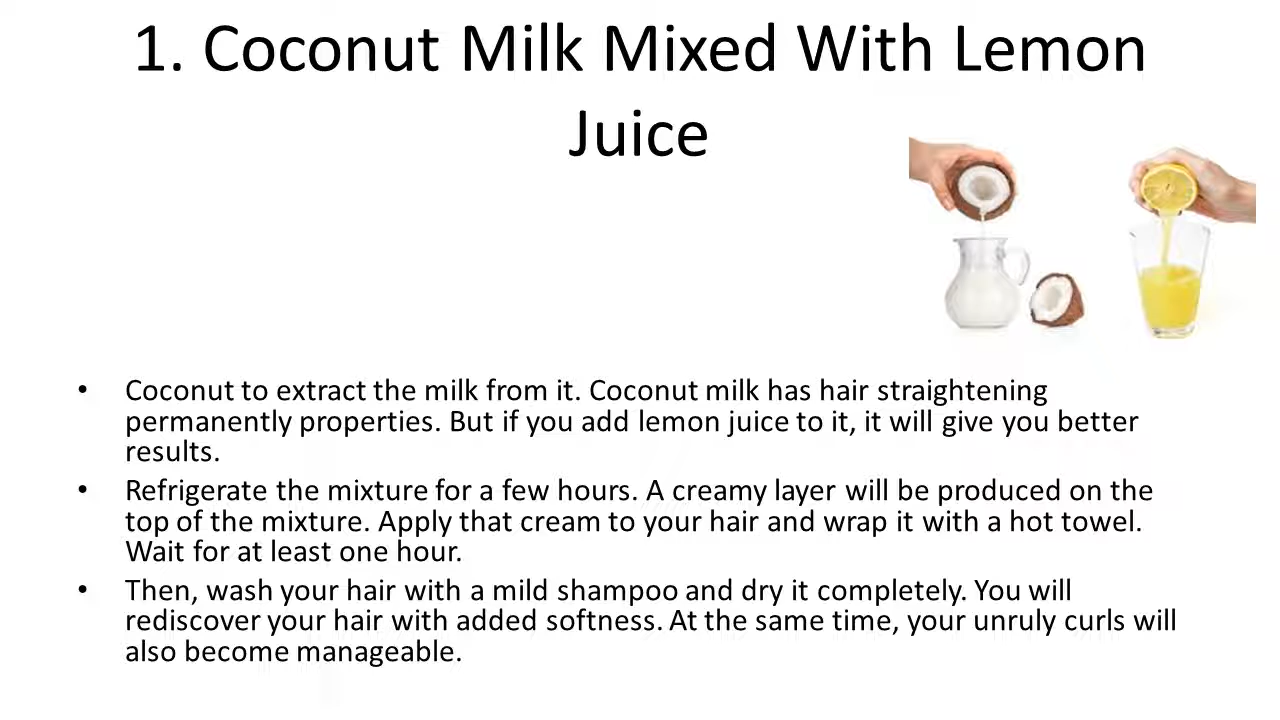 1. Coconut Milk Mixed With Lemon
Juice
• Coconut to extract the milk from it. Coconut milk has hair straightening
permanently properties. But if you add lemon juice to it, it will give you better
results.
• Refrigerate the mixture for a few hours. A creamy layer will be produced on the
top of the mixture. Apply that cream to your hair and wrap it with a hot towel.
Wait for at least one hour.
• Then, wash your hair with a mild shampoo and dry it completely. You will
rediscover your hair with added softness. At the same time, your unruly curls will
also become manageable.